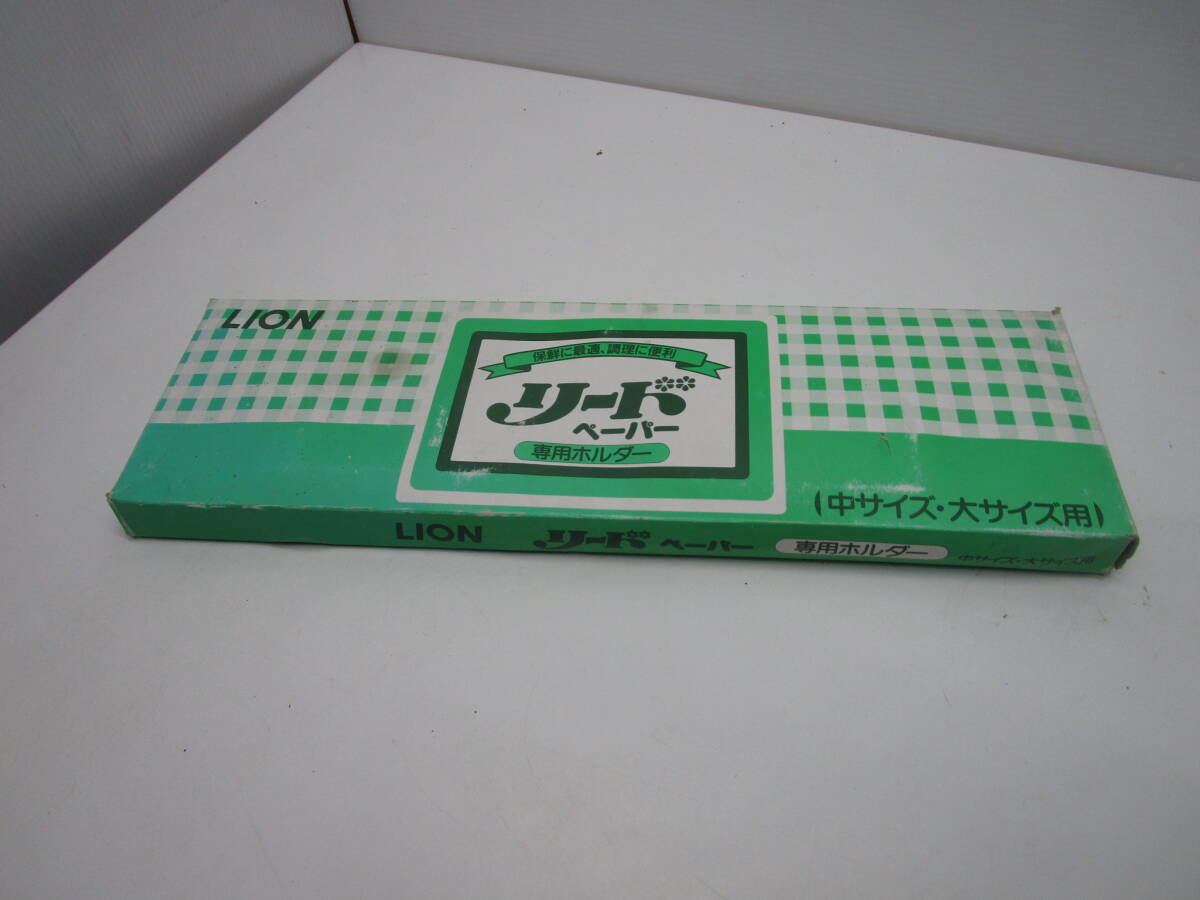 LION
保鮮に最適、調理に便利
リード
ペーパー
専用ホルダー
(中サイズ・大サイズ用)
LION リード ペーパー 専用ホルダー 中サイズ・大サイズ用